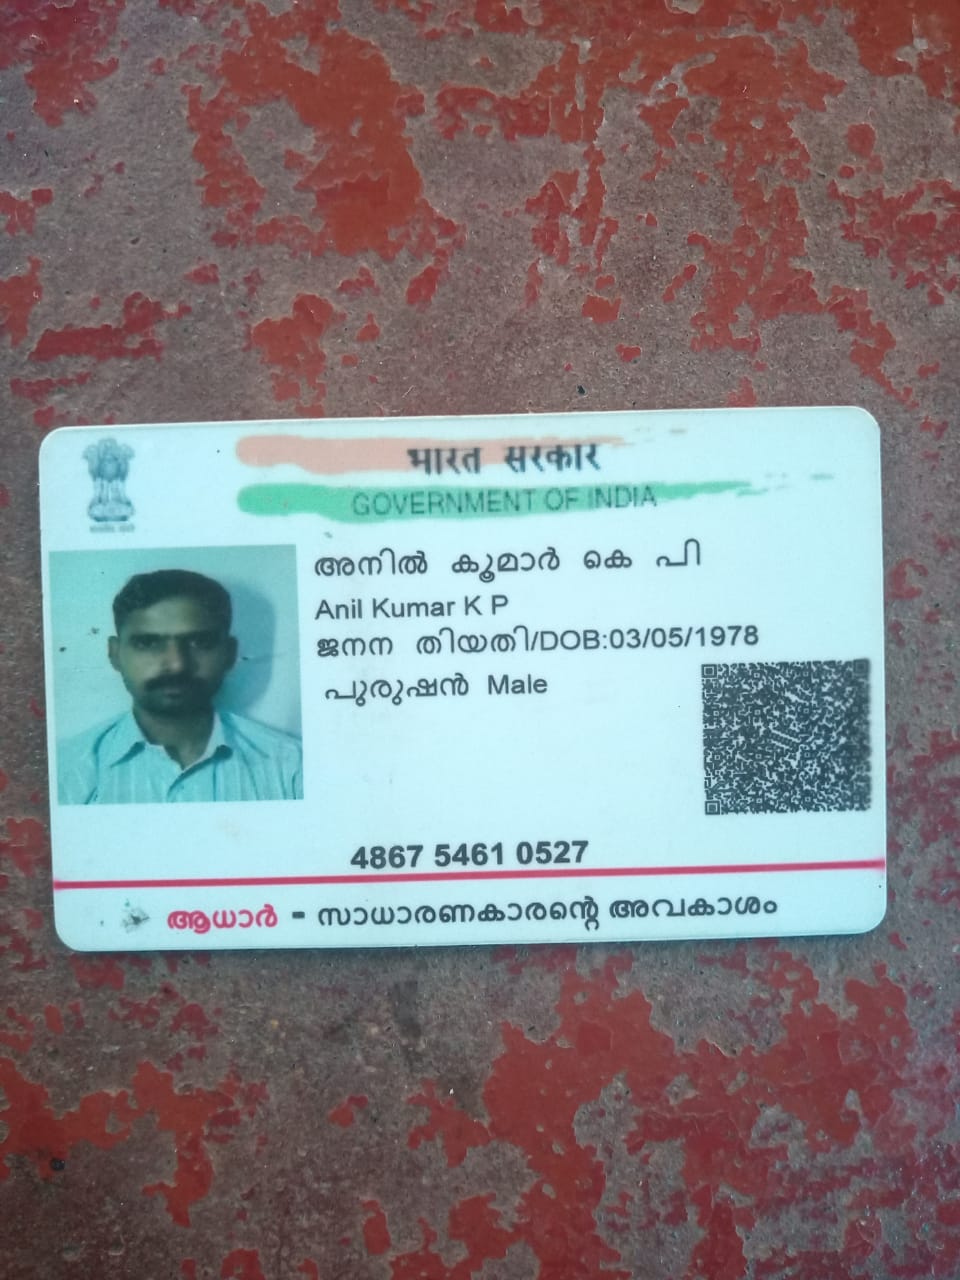 भारत सरकार
GOVERNMENT OF INDIA
അനിൽ കൂമാർ കെ പി
Anil Kumar K P
ജനന തിയതി/DOB:03/05/1978
പുരുഷൻ Male
4867 5461 0527
ആധാർ - സാധാരണകാരന്റെ അവകാശം